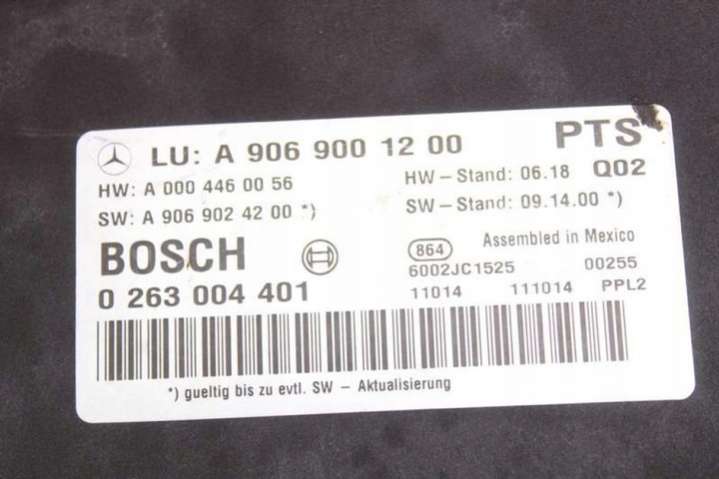 LU: A 906 900 12 00 PTS
HW: A 000 446 00 56 HW – Stand: 06.18 Q02
SW: A 906 902 42 00 *) SW – Stand: 09.14.00 *)
BOSCH 864 Assembled in Mexico
6002JC1525 00255
0 263 004 401 11014 111014 PPL2
*) gueltig bis zu evtl. SW – Aktualisierung